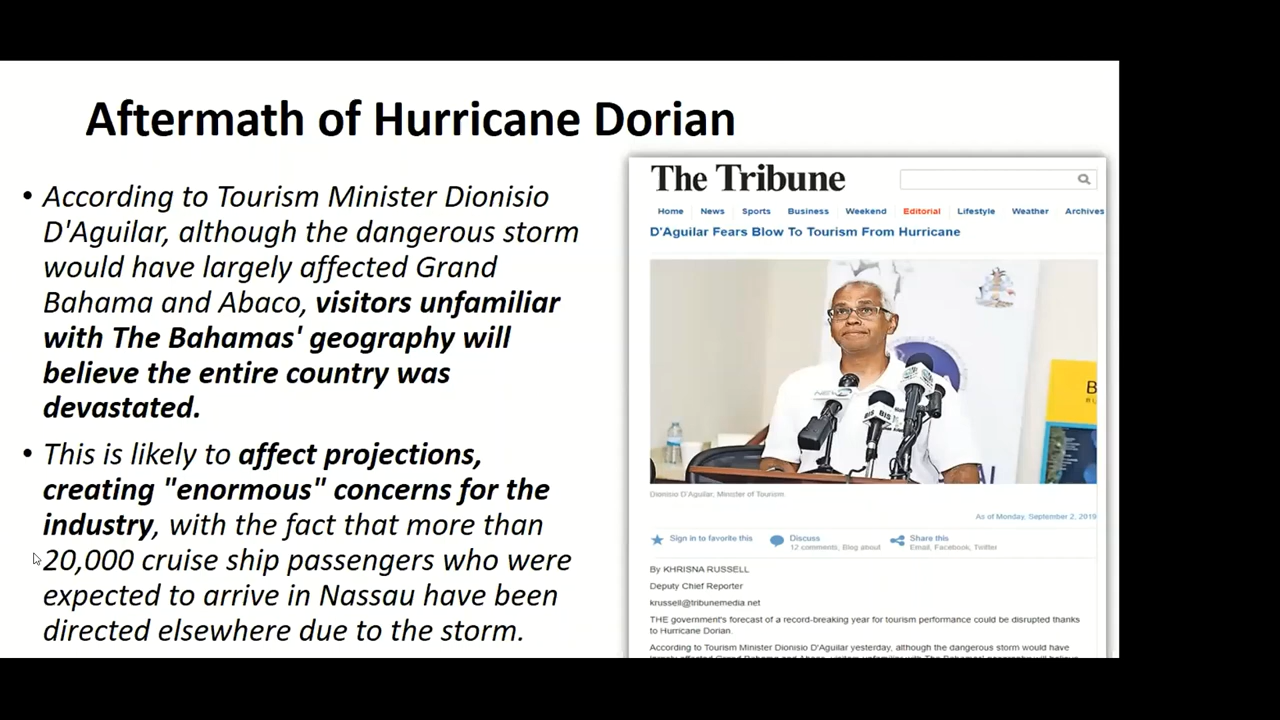 Aftermath of Hurricane Dorian
• According to Tourism Minister Dionisio
D'Aguilar, although the dangerous storm
would have largely affected Grand
Bahama and Abaco, visitors unfamiliar
with The Bahamas' geography will
believe the entire country was
devastated.
• This is likely to affect projections,
creating "enormous" concerns for the
industry, with the fact that more than
20,000 cruise ship passengers who were
expected to arrive in Nassau have been
directed elsewhere due to the storm.
The Tribune
Home News Sports Business Weekend Editorial Lifestyle Weather Archives
D'Aguilar Fears Blow To Tourism From Hurricane
Dionisio D'Aguilar, Minister of Tourism.
As of Monday, September 2, 2019
Sign in to favorite this Discuss Share this
12 comments, Blog about Email, Facebook, Twitter
By KHRISNA RUSSELL
Deputy Chief Reporter
krussell@tribunemedia.net
THE government's forecast of a record-breaking year for tourism performance could be disrupted thanks
to Hurricane Dorian.
According to Tourism Minister Dionisio D'Aguilar yesterday, although the dangerous storm would have